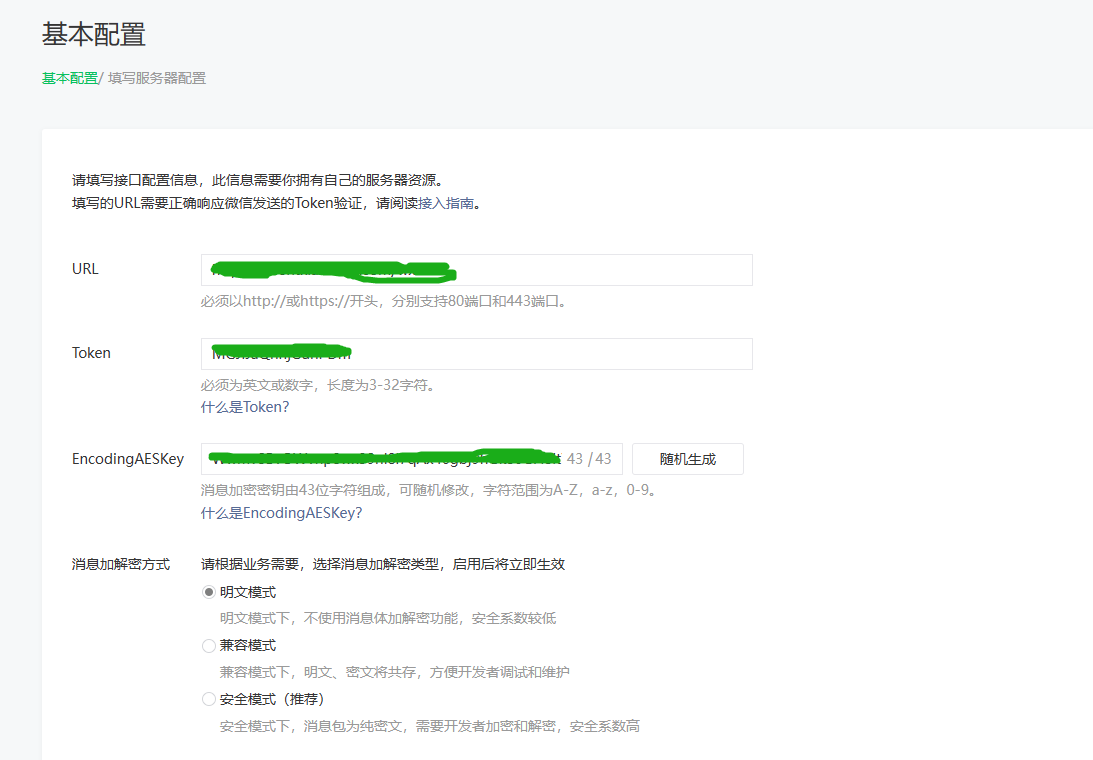 基本配置
基本配置/ 填写服务器配置
请填写接口配置信息，此信息需要你拥有自己的服务器资源。
填写的URL需要正确响应微信发送的Token验证，请阅读接入指南。
URL
必须以http://或https://开头，分别支持80端口和443端口。
Token
必须为英文或数字，长度为3-32字符。
什么是Token?
EncodingAESKey
43 /43
随机生成
消息加密密钥由43位字符组成，可随机修改，字符范围为A-Z，a-z，0-9。
什么是EncodingAESKey?
消息加解密方式
请根据业务需要，选择消息加解密类型，启用后将立即生效
明文模式
明文模式下，不使用消息体加解密功能，安全系数较低
兼容模式
兼容模式下，明文、密文将共存，方便开发者调试和维护
安全模式（推荐）
安全模式下，消息包为纯密文，需要开发者加密和解密，安全系数高